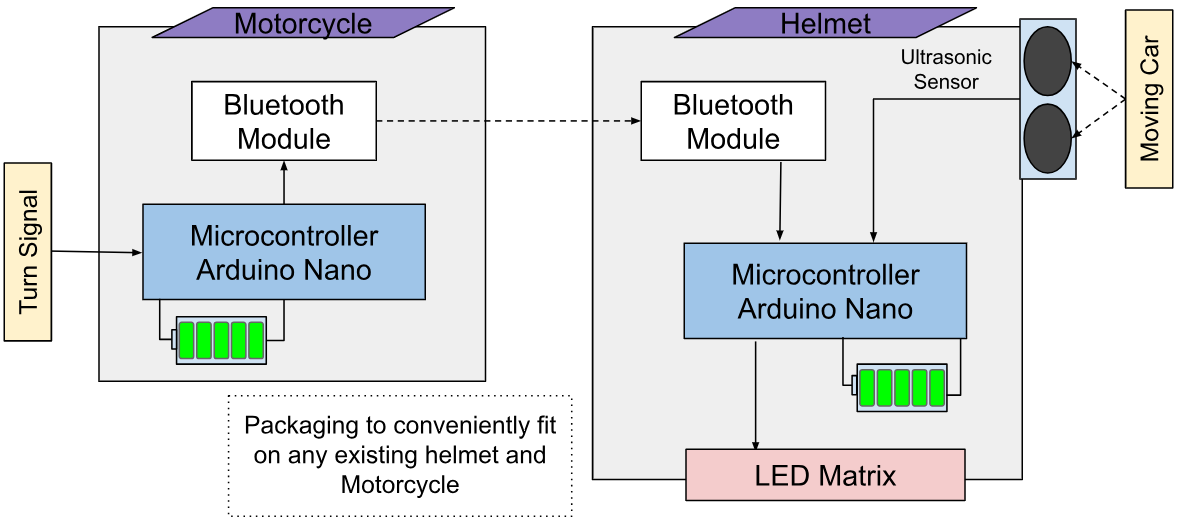 Motorcycle
Bluetooth
Module
Turn Signal
Microcontroller
Arduino Nano
Packaging to conveniently fit
on any existing helmet and
Motorcycle
Helmet
Ultrasonic
Sensor
Moving Car
Bluetooth
Module
Microcontroller
Arduino Nano
LED Matrix